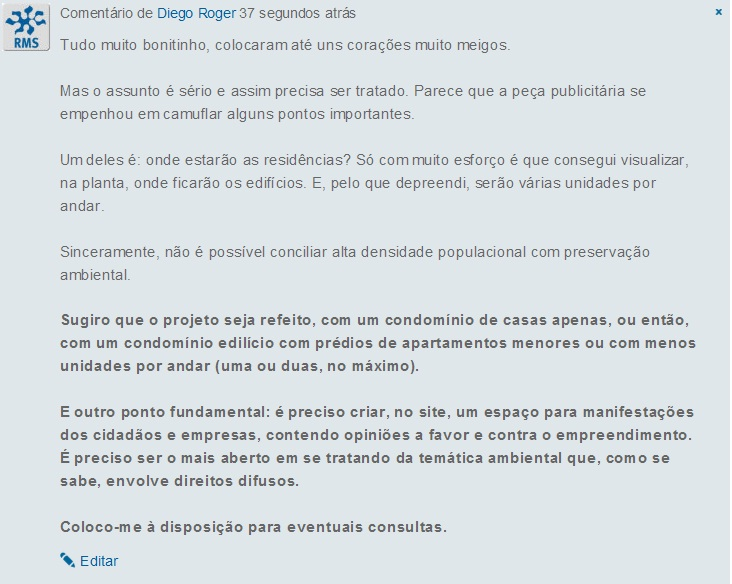 RMS
Comentário de Diego Roger 37 segundos atrás
x
Tudo muito bonitinho, colocaram até uns corações muito meigos.
Mas o assunto é sério e assim precisa ser tratado. Parece que a peça publicitária se
empenhou em camuflar alguns pontos importantes.
Um deles é: onde estarão as residências? Só com muito esforço é que consegui visualizar,
na planta, onde ficarão os edifícios. E, pelo que depreendi, serão várias unidades por
andar.
Sinceramente, não é possível conciliar alta densidade populacional com preservação
ambiental.
Sugiro que o projeto seja refeito, com um condomínio de casas apenas, ou então,
com um condomínio edilício com prédios de apartamentos menores ou com menos
unidades por andar (uma ou duas, no máximo).
E outro ponto fundamental: é preciso criar, no site, um espaço para manifestações
dos cidadãos e empresas, contendo opiniões a favor e contra o empreendimento.
É preciso ser o mais aberto em se tratando da temática ambiental que, como se
sabe, envolve direitos difusos.
Coloco-me à disposição para eventuais consultas.
Editar